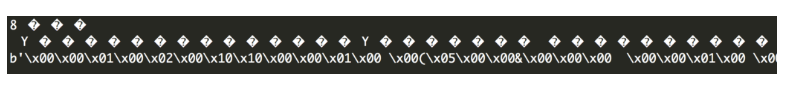 8 � � �
Y � � � � � � � � � � � � � � Y � � � � � � �  � � � � � � � � � �
b'\x00\x00\x01\x00\x02\x00\x10\x10\x00\x00\x01\x00 \x00(\x05\x00\x00&\x00\x00\x00  \x00\x00\x01\x00 \x0